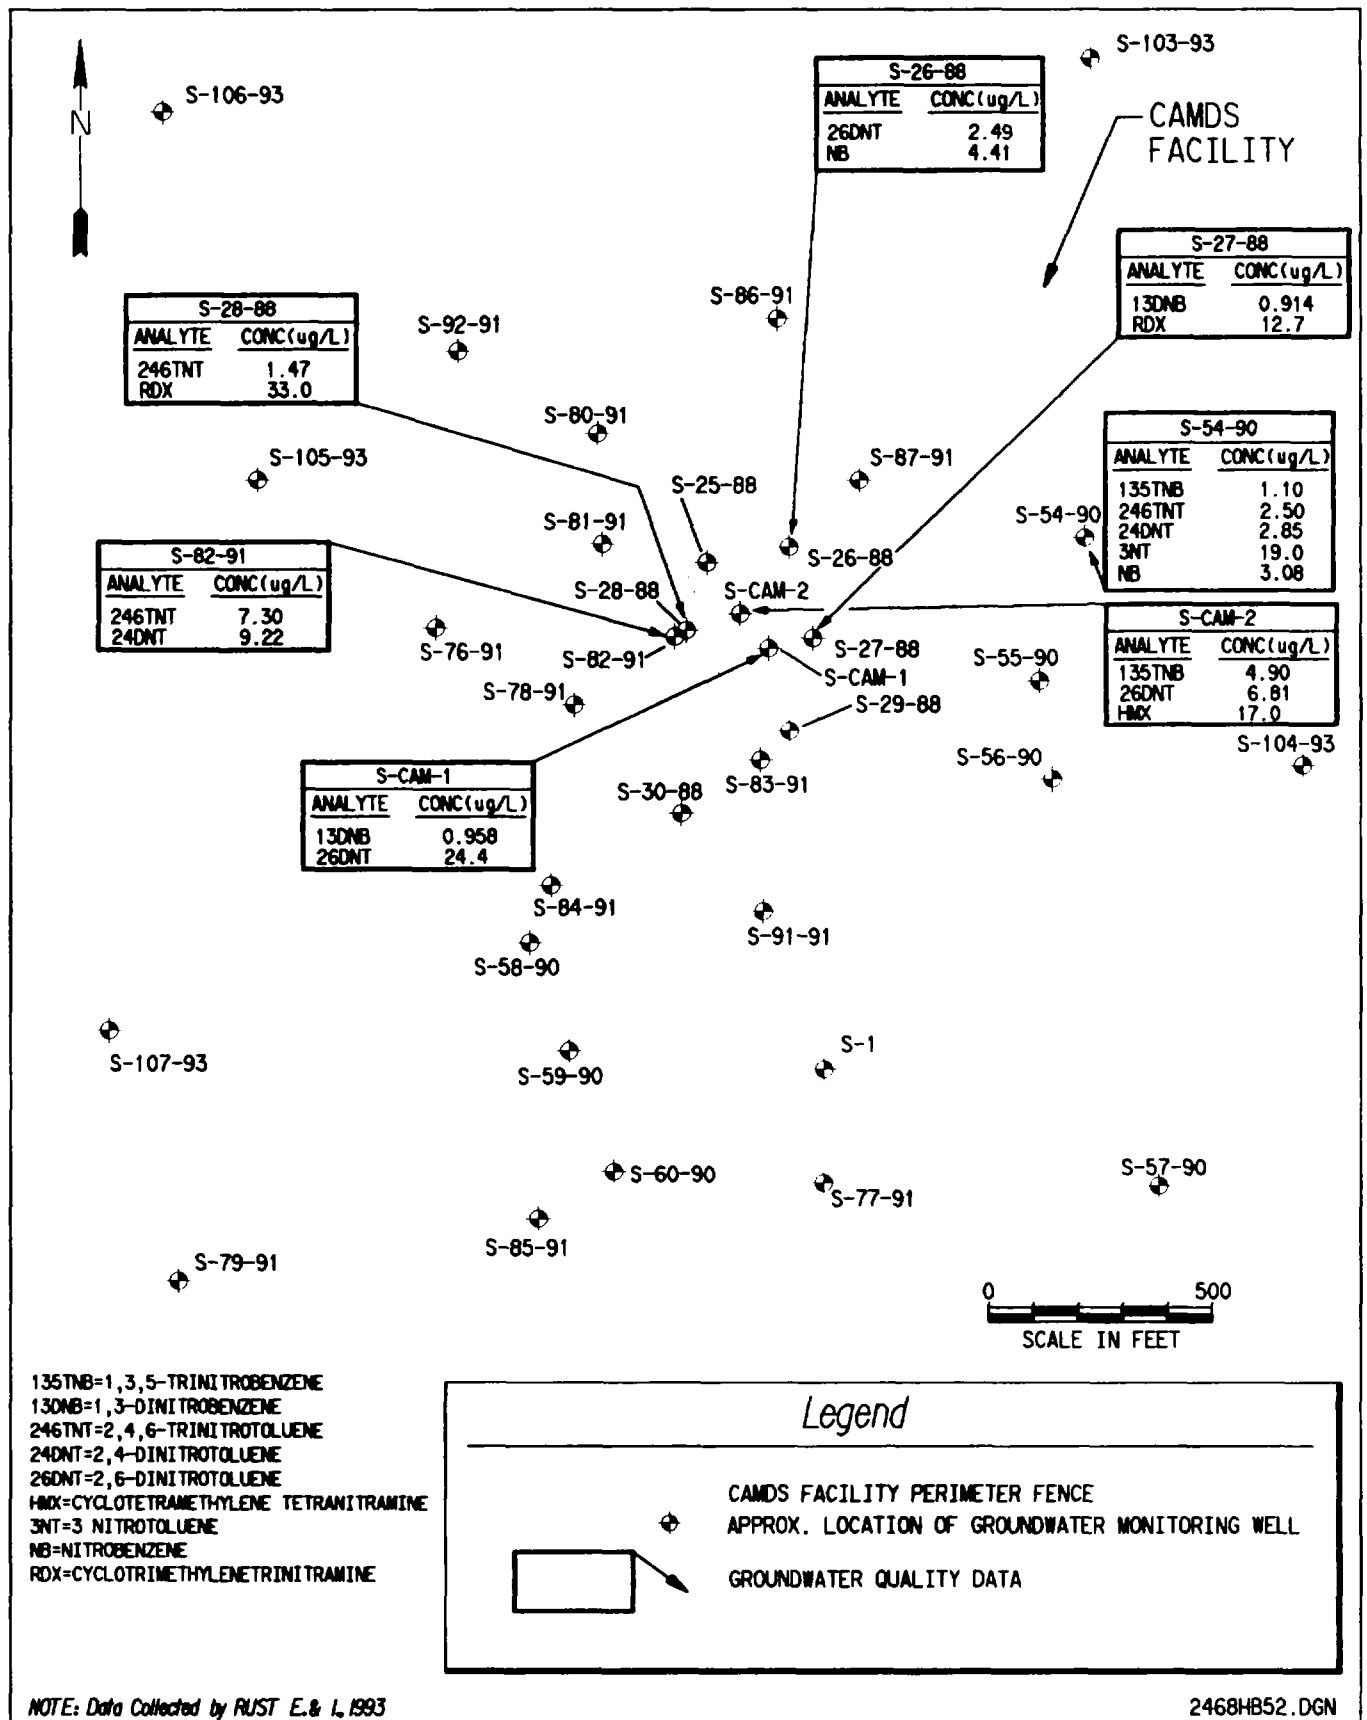 S-103-93
S-26-88
ANALYTE CONC(ug/L)
26DNT 2.49
NB 4.41
S-106-93
N
CAMDS
FACILITY
S-27-88
ANALYTE CONC(ug/L)
13DNB 0.914
RDX 12.7
S-86-91
S-28-88
ANALYTE CONC(ug/L)
246TNT 1.47
RDX 33.0
S-92-91
S-80-91
S-54-90
ANALYTE CONC(ug/L)
135TNB 1.10
246TNT 2.50
24DNT 2.85
3NT 19.0
NB 3.08
S-105-93
S-87-91
S-25-88
S-54-90
S-81-91
S-26-88
S-82-91
ANALYTE CONC(ug/L)
246TNT 7.30
24DNT 9.22
S-28-88
S-CAM-2
S-CAM-2
ANALYTE CONC(ug/L)
135TNB 4.90
26DNT 6.81
HMX 17.0
S-76-91
S-82-91
S-27-88
S-55-90
S-CAM-1
S-78-91
S-29-88
S-104-93
S-56-90
S-CAM-1
ANALYTE CONC(ug/L)
13DNB 0.958
26DNT 24.4
S-83-91
S-30-88
S-84-91
S-91-91
S-58-90
S-107-93
S-1
S-59-90
S-60-90
S-57-90
S-77-91
S-85-91
S-79-91
0 500
SCALE IN FEET
135TNB=1,3,5-TRINITROBENZENE
13DNB=1,3-DINITROBENZENE
246TNT=2,4,6-TRINITROTOLUENE
24DNT=2,4-DINITROTOLUENE
26DNT=2,6-DINITROTOLUENE
HMX=CYCLOTETRAMETHYLENE TETRANITRAMINE
3NT=3 NITROTOLUENE
NB=NITROBENZENE
RDX=CYCLOTRIMETHYLENETRINITRAMINE
Legend
CAMDS FACILITY PERIMETER FENCE
APPROX. LOCATION OF GROUNDWATER MONITORING WELL
GROUNDWATER QUALITY DATA
NOTE: Data Collected by RUST E.& I., 1993
2468HB52.DGN